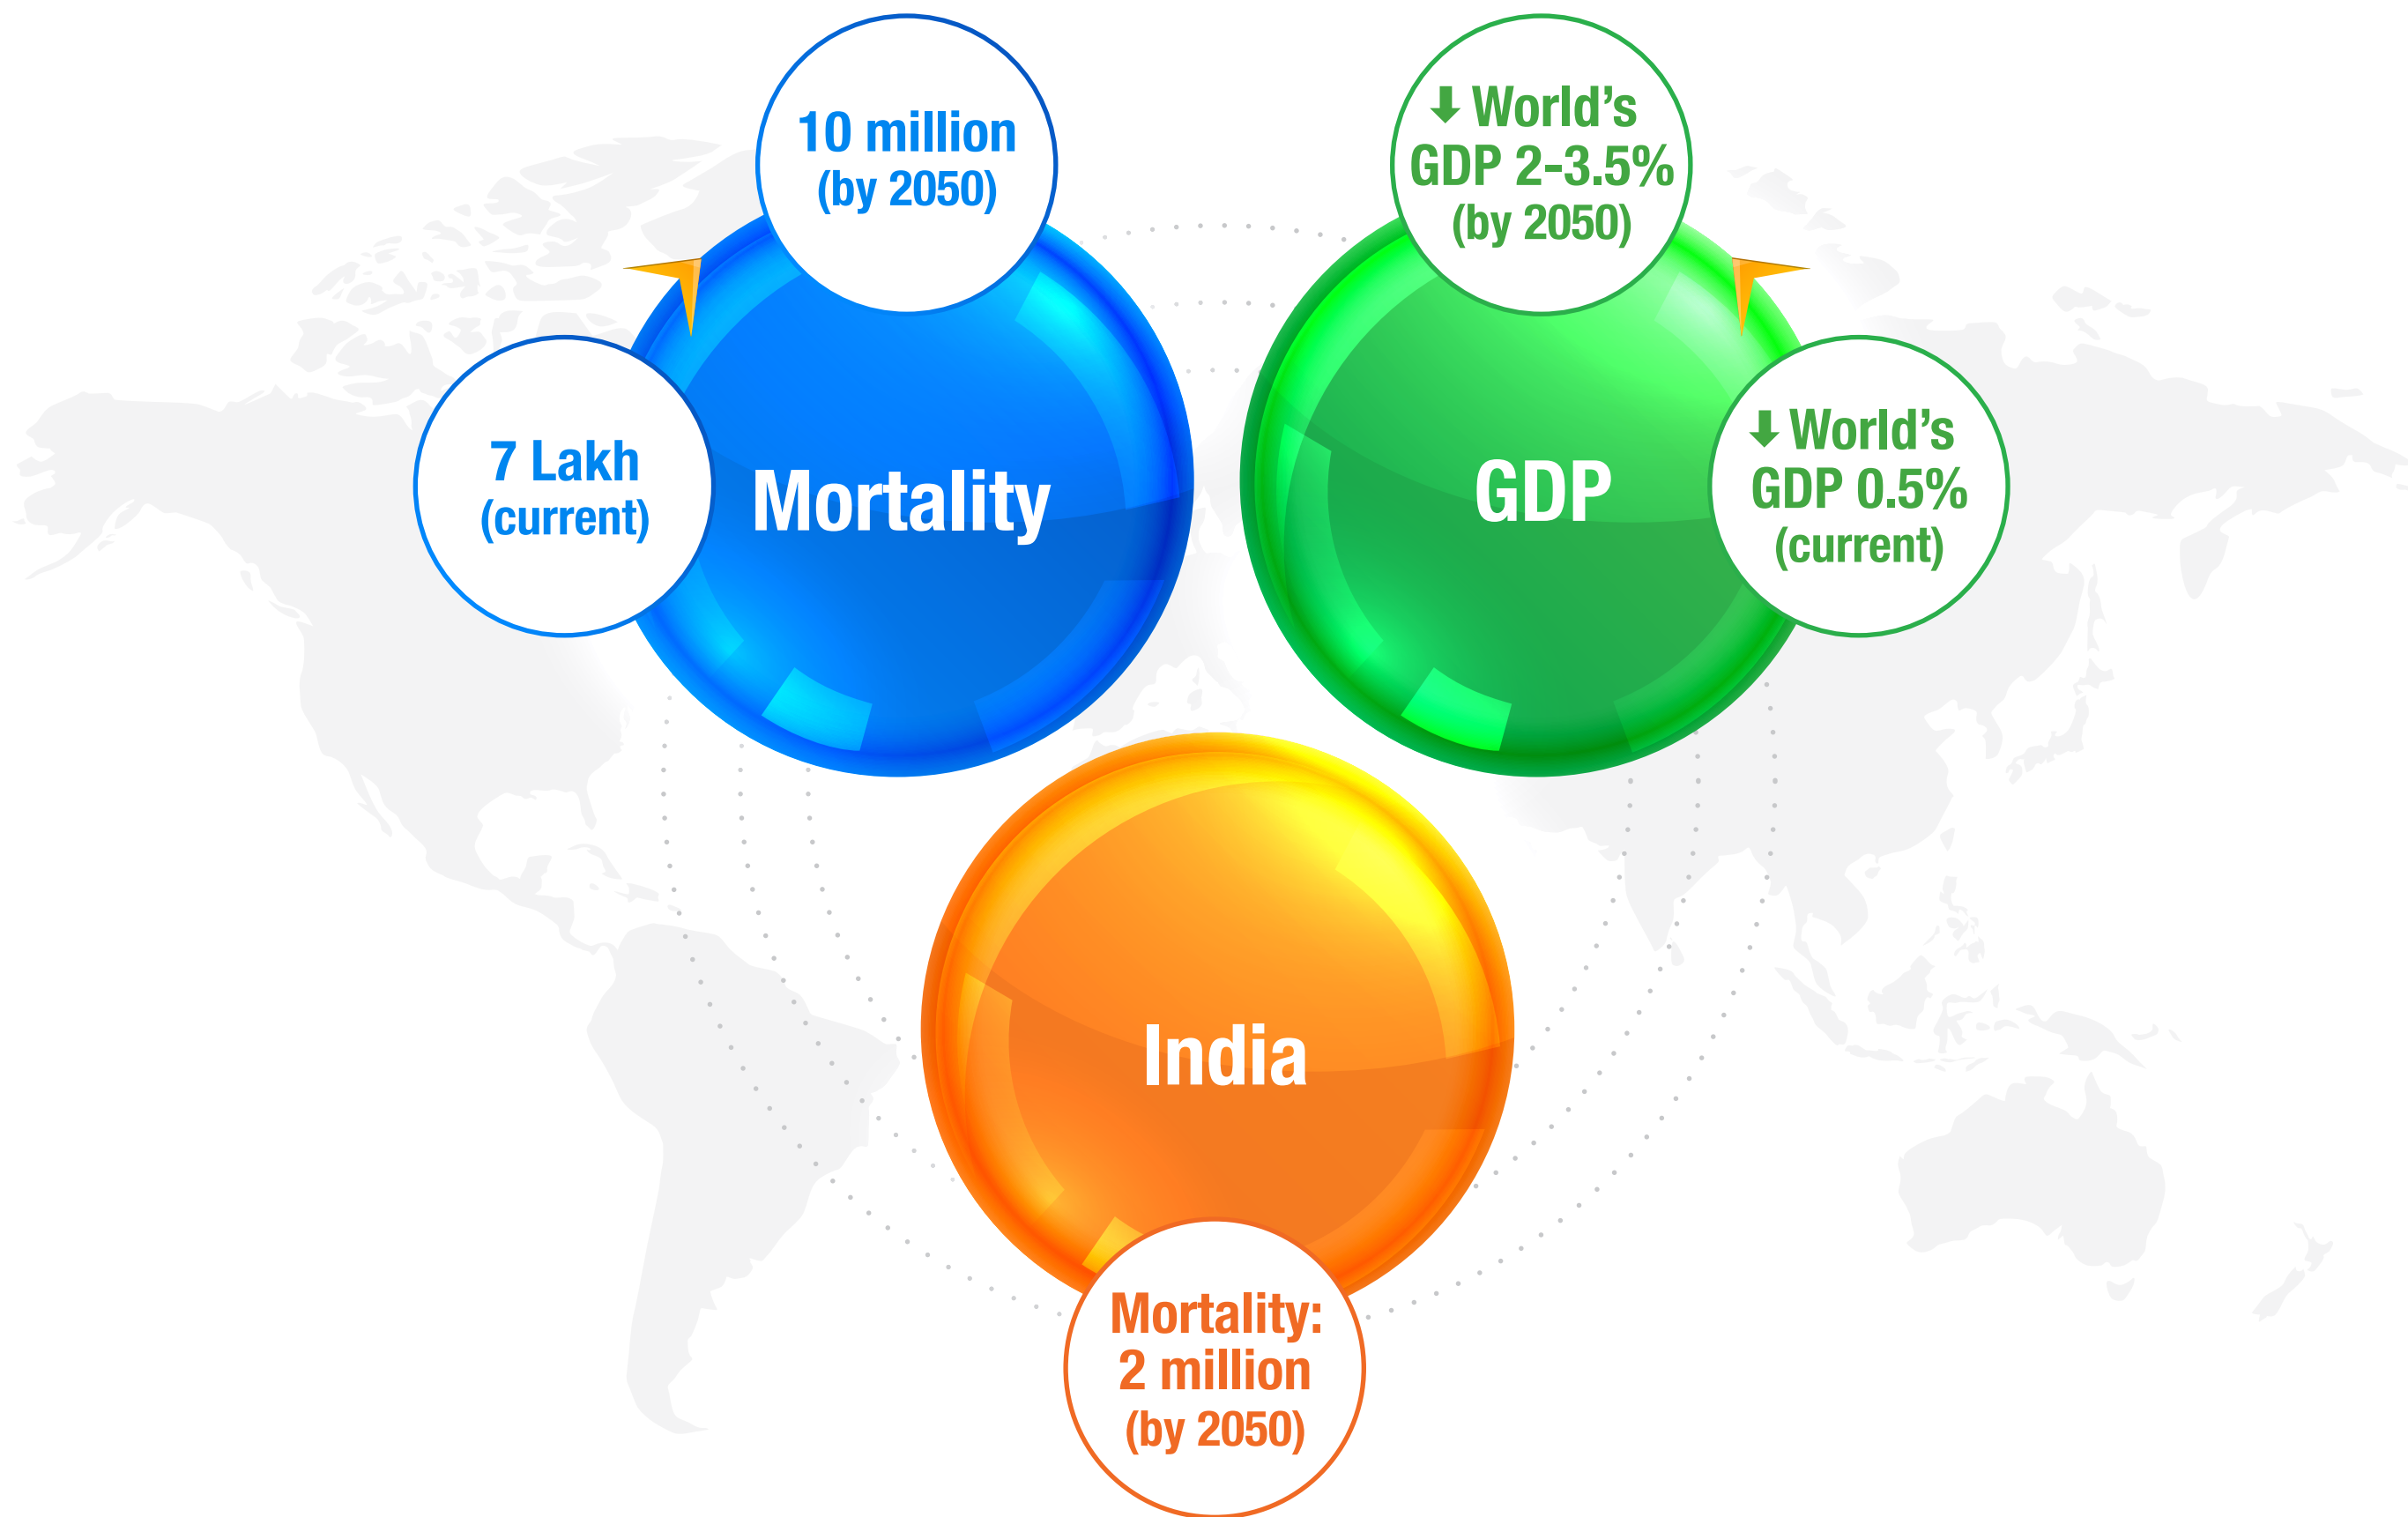 10 million
(by 2050)
7 Lakh
(current)
Mortality
⬇ World's
GDP 2-3.5%
(by 2050)
GDP
⬇ World's
GDP 0.5%
(current)
India
Mortality:
2 million
(by 2050)